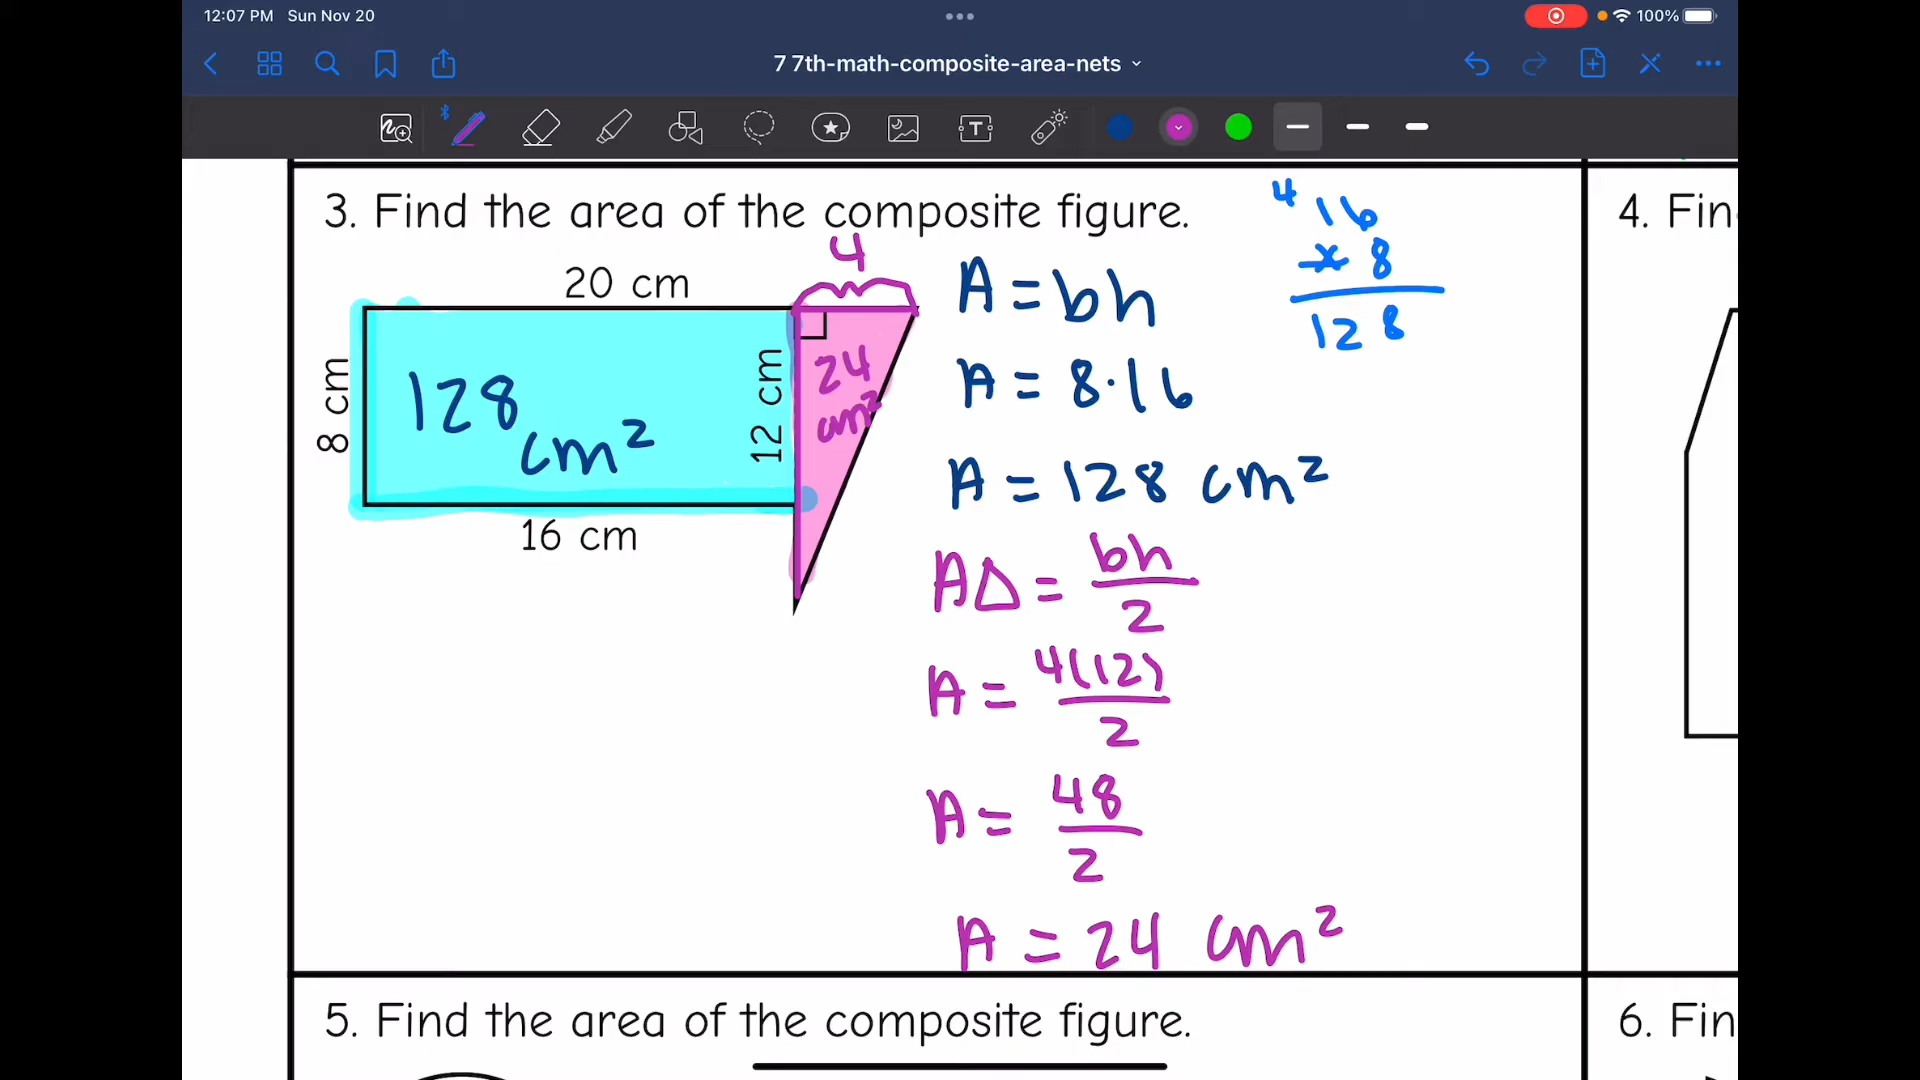 12:07 PM Sun Nov 20
100%
7 7th-math-composite-area-nets
T
3. Find the area of the composite figure.
4
20 cm
8 cm
128 cm²
12 cm
24 cm²
16 cm
A = bh
A = 8·16
A = 128 cm²
4
16
x 8
128
A△ = bh/2
A = 4(12)/2
A = 48/2
A = 24 cm²
4. Fin
5. Find the area of the composite figure.
6. Fin